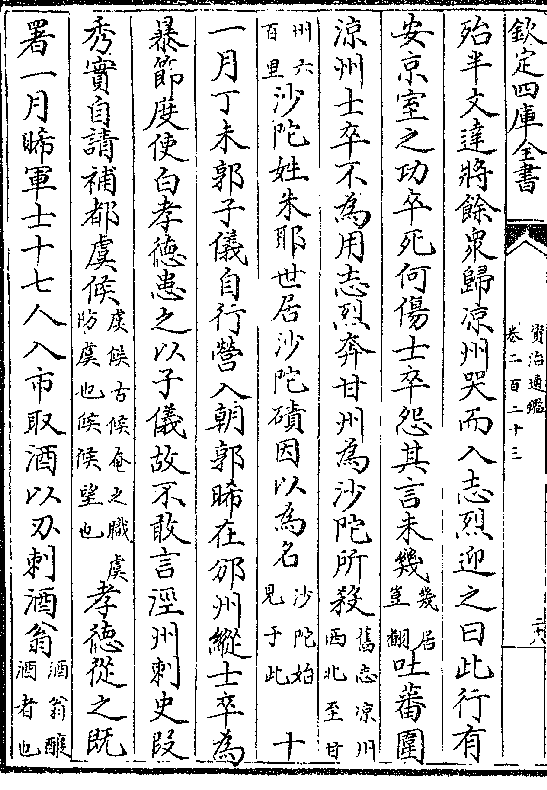 欽定四庫全書
資治通鑑
卷二百二十三
殆半文達將餘衆歸凉州哭而入志烈迎之曰此行有
安京室之功卒死何傷士卒怨其言未幾幾居豈翻吐蕃圍
涼州士卒不為用志烈奔甘州為沙陀所殺舊志凉州西北至甘
州六百里沙陀姓朱耶世居沙陀磧因以為名沙陀始見于此十
一月丁未郭子儀自行營入朝郭晞在邠州縱士卒為
暴節度使白孝德患之以子儀故不敢言涇州刺史段
秀實自請補都虞候虞候古候奄之職虞防虞也候候望也孝德從之既
署一月晞軍士十七人入市取酒以刃刺酒翁酒翁釀酒者也